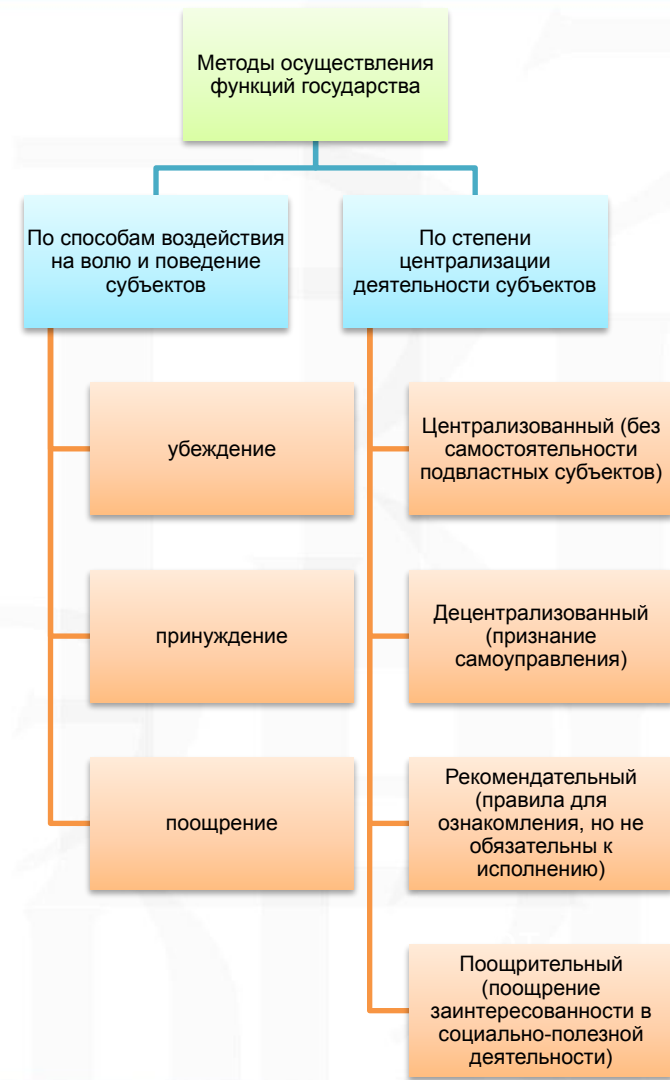 Методы осуществления
функций государства
По способам воздействия
на волю и поведение
субъектов
По степени
централизации
деятельности субъектов
убеждение
принуждение
поощрение
Централизованный (без
самостоятельности
подвластных субъектов)
Децентрализованный
(признание
самоуправления)
Рекомендательный
(правила для
ознакомления, но не
обязательны к
исполнению)
Поощрительный
(поощрение
заинтересованности в
социально-полезной
деятельности)